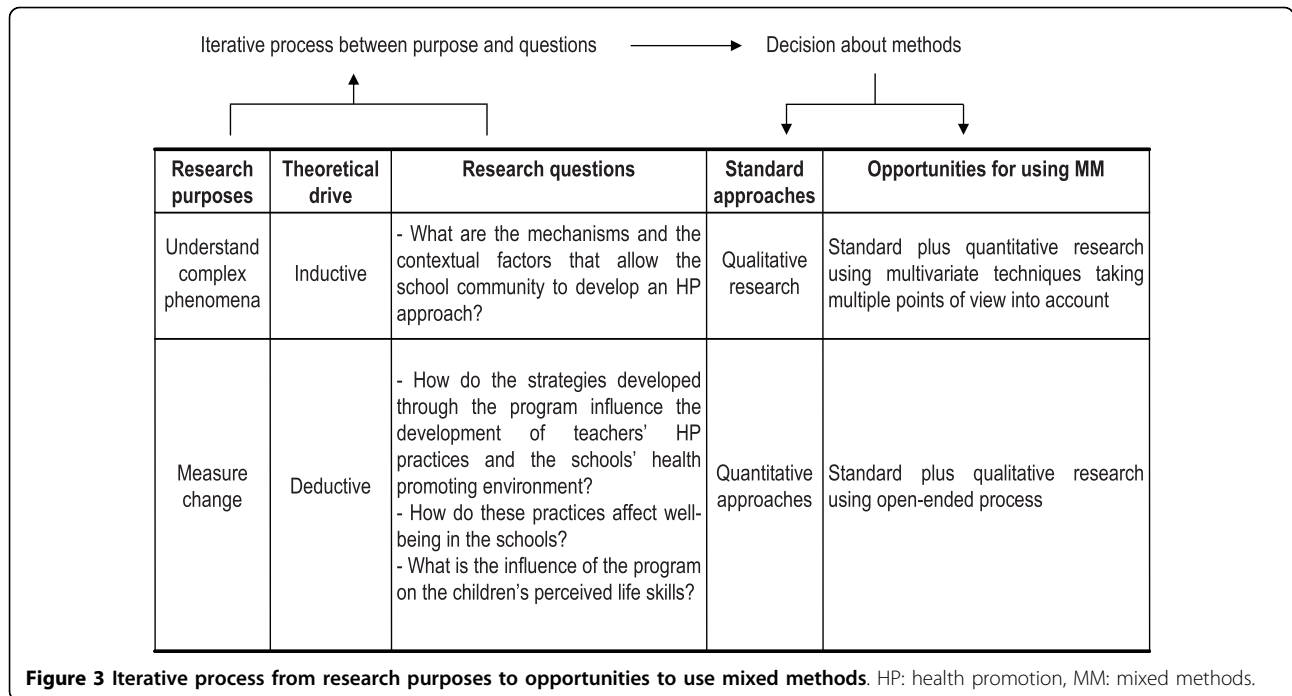 Iterative process between purpose and questions Decision about methods
Research purposes
Theoretical drive
Research questions
Standard approaches
Opportunities for using MM
Understand
complex
phenomena
Inductive
- What are the mechanisms and the
contextual factors that allow the
school community to develop an HP
approach?
Qualitative
research
Standard plus quantitative research
using multivariate techniques taking
multiple points of view into account
Measure
change
Deductive
- How do the strategies developed
through the program influence the
development of teachers' HP
practices and the schools' health
promoting environment?
- How do these practices affect well-
being in the schools?
- What is the influence of the program
on the children's perceived life skills?
Quantitative
approaches
Standard plus qualitative research
using open-ended process
Figure 3 Iterative process from research purposes to opportunities to use mixed methods. HP: health promotion, MM: mixed methods.